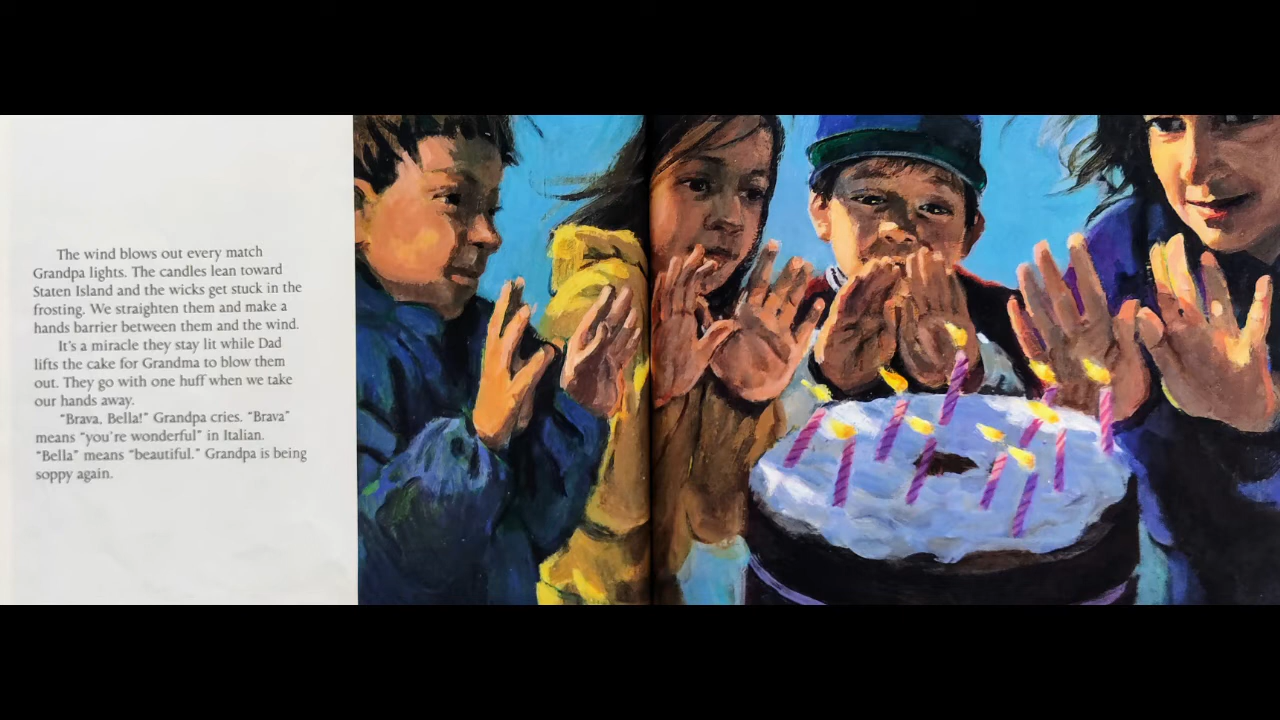 The wind blows out every match
Grandpa lights. The candles lean toward
Staten Island and the wicks get stuck in the
frosting. We straighten them and make a
hands barrier between them and the wind.
It's a miracle they stay lit while Dad
lifts the cake for Grandma to blow them
out. They go with one huff when we take
our hands away.
"Brava, Bella!" Grandpa cries. "Brava"
means "you're wonderful" in Italian.
"Bella" means "beautiful." Grandpa is being
soppy again.